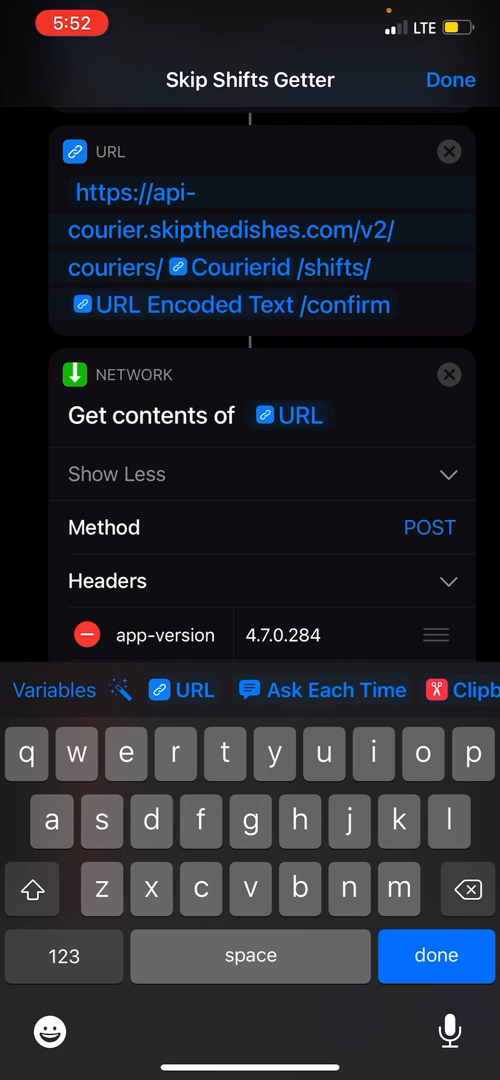 5:52
LTE
Skip Shifts Getter
Done
URL
https://api-
courier.skipthedishes.com/v2/
couriers/ Courierid /shifts/
URL Encoded Text /confirm
NETWORK
Get contents of URL
Show Less
Method POST
Headers
app-version 4.7.0.284
Variables URL Ask Each Time Clipb
q w e r t y u i o p
a s d f g h j k l
z x c v b n m
123 space done